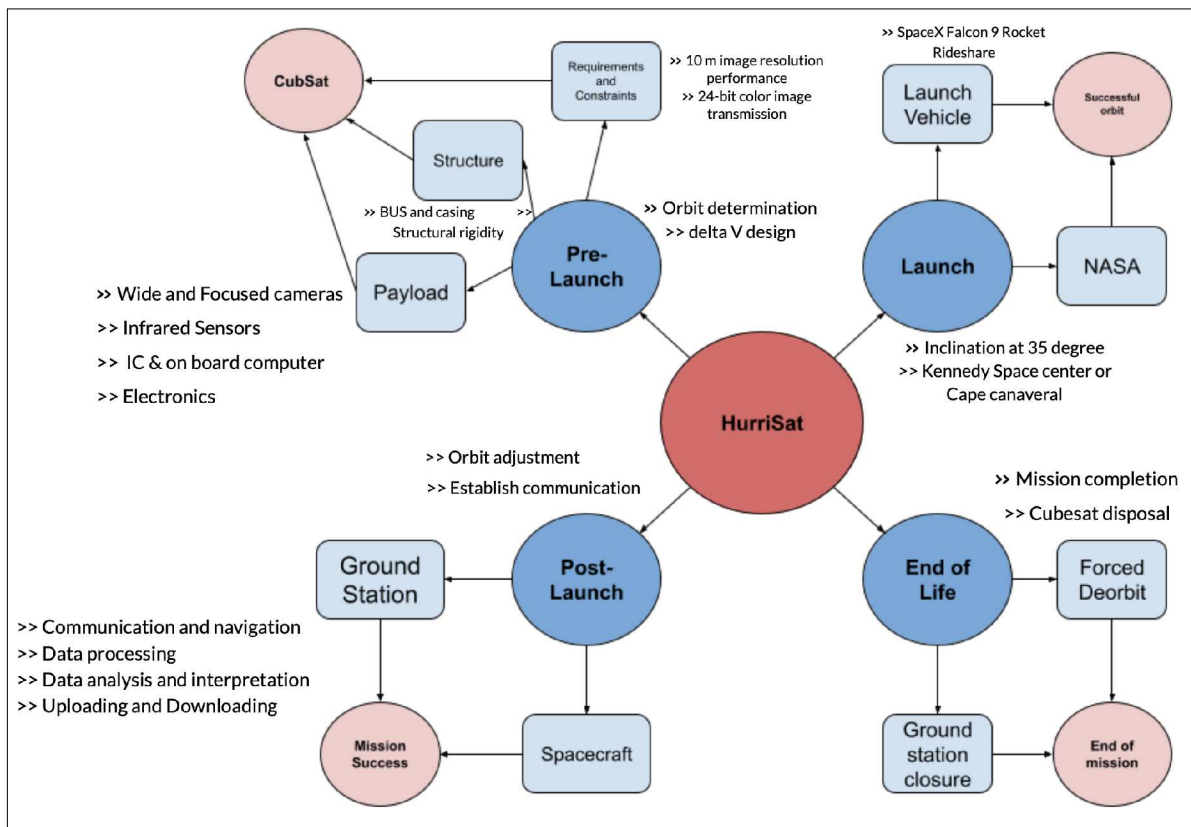 CubSat
Requirements
and
Constraints
>> 10 m image resolution
performance
>> 24-bit color image
transmission
Structure
>> BUS and casing
Structural rigidity
>>
Payload
>> Wide and Focused cameras
>> Infrared Sensors
>> IC & on board computer
>> Electronics
Pre-
Launch
>> Orbit determination
>> delta V design
>> SpaceX Falcon 9 Rocket
Rideshare
Launch
Vehicle
Successful
orbit
Launch
NASA
>> Inclination at 35 degree
>> Kennedy Space center or
Cape canaveral
HurriSat
>> Orbit adjustment
>> Establish communication
Post-
Launch
Ground
Station
>> Communication and navigation
>> Data processing
>> Data analysis and interpretation
>> Uploading and Downloading
Mission
Success
Spacecraft
>> Mission completion
>> Cubesat disposal
End of
Life
Forced
Deorbit
Ground
station
closure
End of
mission